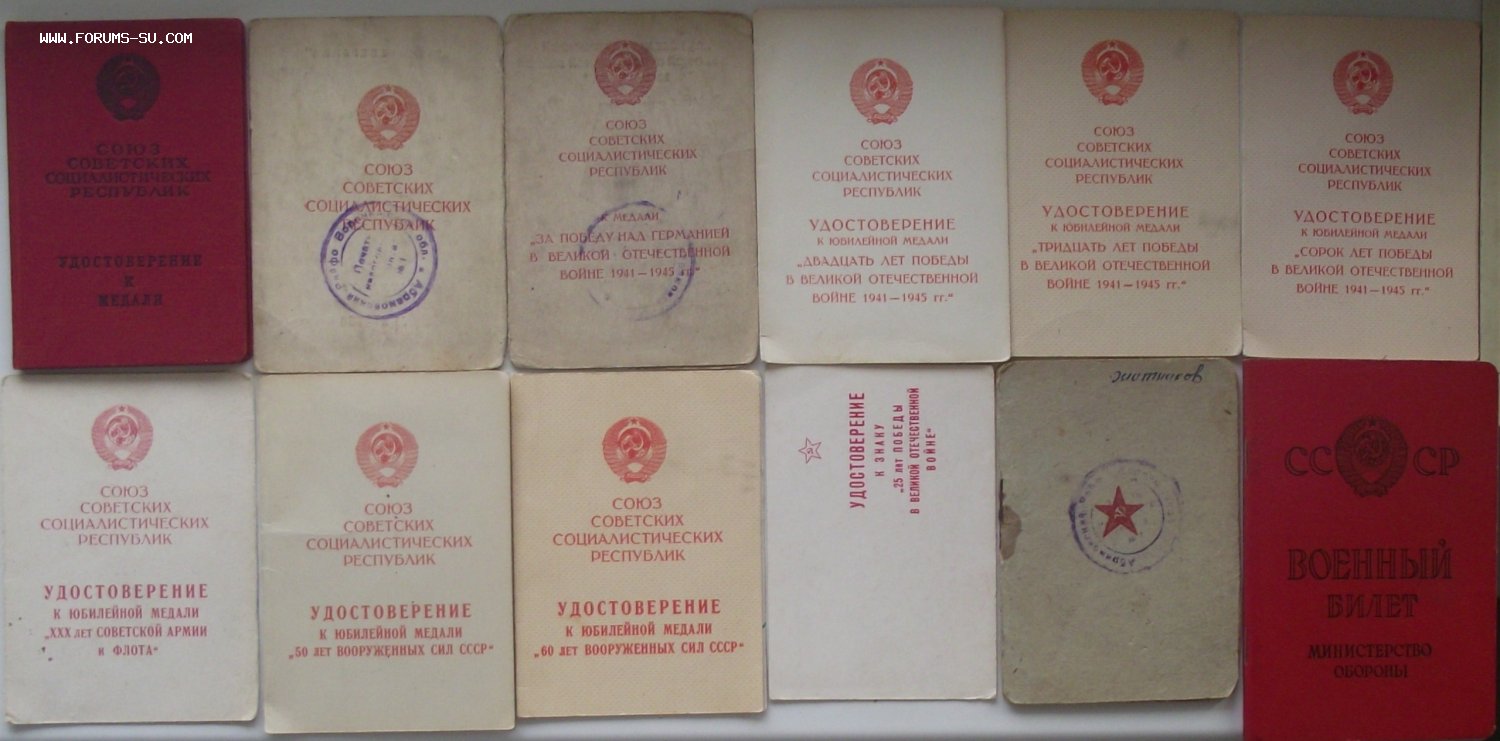 WWW.FORUMS-SU.COM
СОЮЗ
СОВЕТСКИХ
СОЦИАЛИСТИЧЕСКИХ
РЕСПУБЛИК
УДОСТОВЕРЕНИЕ
К
МЕДАЛИ
СОЮЗ
СОВЕТСКИХ
СОЦИАЛИСТИЧЕСКИХ
РЕСПУБЛИК
СОЮЗ
СОВЕТСКИХ
СОЦИАЛИСТИЧЕСКИХ
РЕСПУБЛИК
К МЕДАЛИ
„ЗА ПОБЕДУ НАД ГЕРМАНИЕЙ
В ВЕЛИКОЙ ОТЕЧЕСТВЕННОЙ
ВОЙНЕ 1941—1945 гг."
СОЮЗ
СОВЕТСКИХ
СОЦИАЛИСТИЧЕСКИХ
РЕСПУБЛИК
УДОСТОВЕРЕНИЕ
К ЮБИЛЕЙНОЙ МЕДАЛИ
„ДВАДЦАТЬ ЛЕТ ПОБЕДЫ
В ВЕЛИКОЙ ОТЕЧЕСТВЕННОЙ
ВОЙНЕ 1941—1945 гг."
СОЮЗ
СОВЕТСКИХ
СОЦИАЛИСТИЧЕСКИХ
РЕСПУБЛИК
УДОСТОВЕРЕНИЕ
К ЮБИЛЕЙНОЙ МЕДАЛИ
„ТРИДЦАТЬ ЛЕТ ПОБЕДЫ
В ВЕЛИКОЙ ОТЕЧЕСТВЕННОЙ
ВОЙНЕ 1941—1945 гг."
СОЮЗ
СОВЕТСКИХ
СОЦИАЛИСТИЧЕСКИХ
РЕСПУБЛИК
УДОСТОВЕРЕНИЕ
К ЮБИЛЕЙНОЙ МЕДАЛИ
„СОРОК ЛЕТ ПОБЕДЫ
В ВЕЛИКОЙ ОТЕЧЕСТВЕННОЙ
ВОЙНЕ 1941—1945 гг."
СОЮЗ
СОВЕТСКИХ
СОЦИАЛИСТИЧЕСКИХ
РЕСПУБЛИК
УДОСТОВЕРЕНИЕ
К ЮБИЛЕЙНОЙ МЕДАЛИ
„XXX ЛЕТ СОВЕТСКОЙ АРМИИ
и ФЛОТА"
СОЮЗ
СОВЕТСКИХ
СОЦИАЛИСТИЧЕСКИХ
РЕСПУБЛИК
УДОСТОВЕРЕНИЕ
К ЮБИЛЕЙНОЙ МЕДАЛИ
„50 ЛЕТ ВООРУЖЕННЫХ СИЛ СССР"
СОЮЗ
СОВЕТСКИХ
СОЦИАЛИСТИЧЕСКИХ
РЕСПУБЛИК
УДОСТОВЕРЕНИЕ
К ЮБИЛЕЙНОЙ МЕДАЛИ
„60 ЛЕТ ВООРУЖЕННЫХ СИЛ СССР"
УДОСТОВЕРЕНИЕ
К ЗНАКУ
„25 лет ПОБЕДЫ
В ВЕЛИКОЙ ОТЕЧЕСТВЕННОЙ
ВОЙНЕ"
СССР
ВОЕННЫЙ
БИЛЕТ
МИНИСТЕРСТВО
ОБОРОНЫ